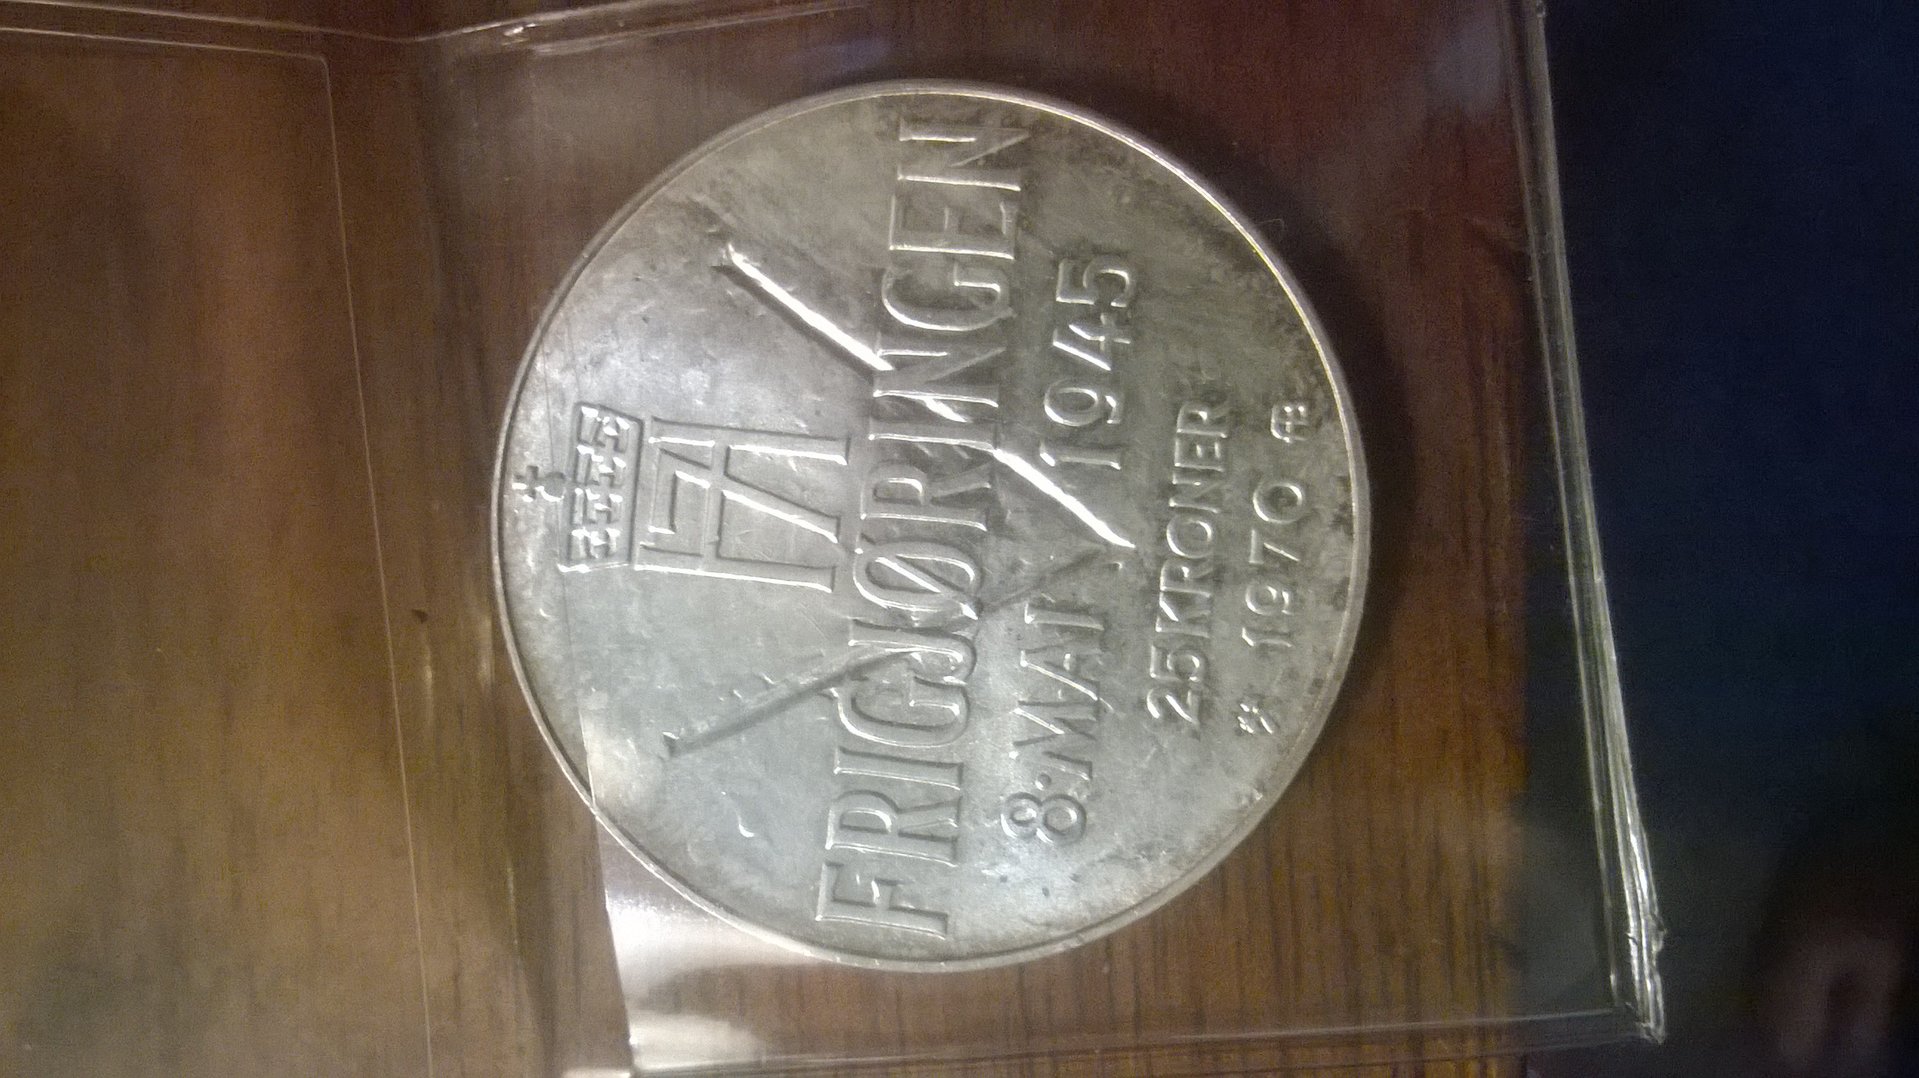 FRIGJØRINGEN
8·MAI 1945
25 KRONER
1970